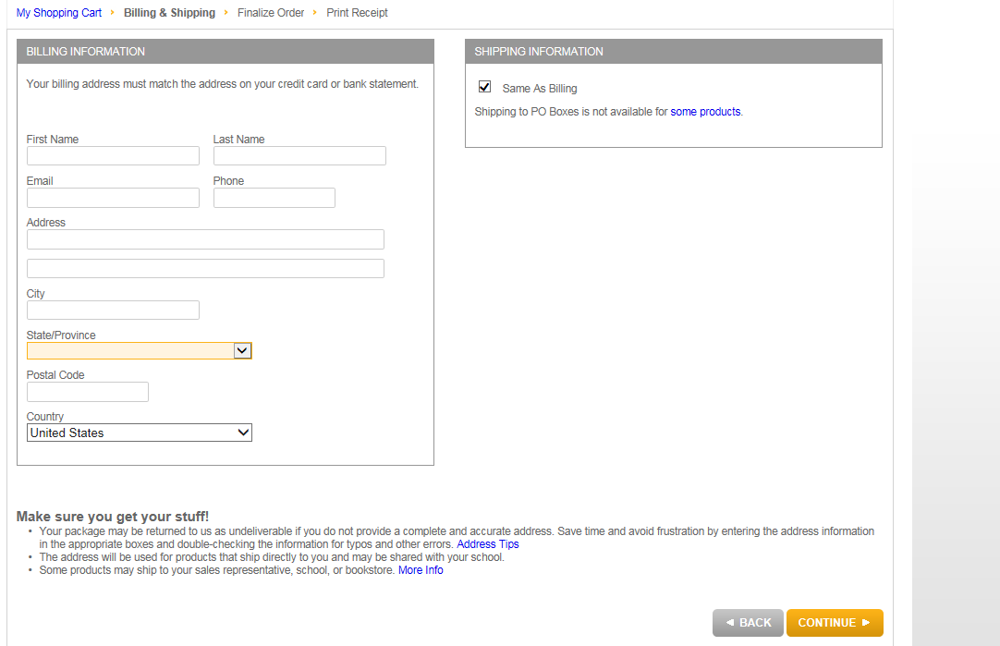 My Shopping Cart › Billing & Shipping › Finalize Order › Print Receipt
BILLING INFORMATION
Your billing address must match the address on your credit card or bank statement.
First Name Last Name
Email Phone
Address
City
State/Province
Postal Code
Country
United States
SHIPPING INFORMATION
Same As Billing
Shipping to PO Boxes is not available for some products.
Make sure you get your stuff!
• Your package may be returned to us as undeliverable if you do not provide a complete and accurate address. Save time and avoid frustration by entering the address information
in the appropriate boxes and double-checking the information for typos and other errors. Address Tips
• The address will be used for products that ship directly to you and may be shared with your school.
• Some products may ship to your sales representative, school, or bookstore. More Info
◄ BACK CONTINUE ►